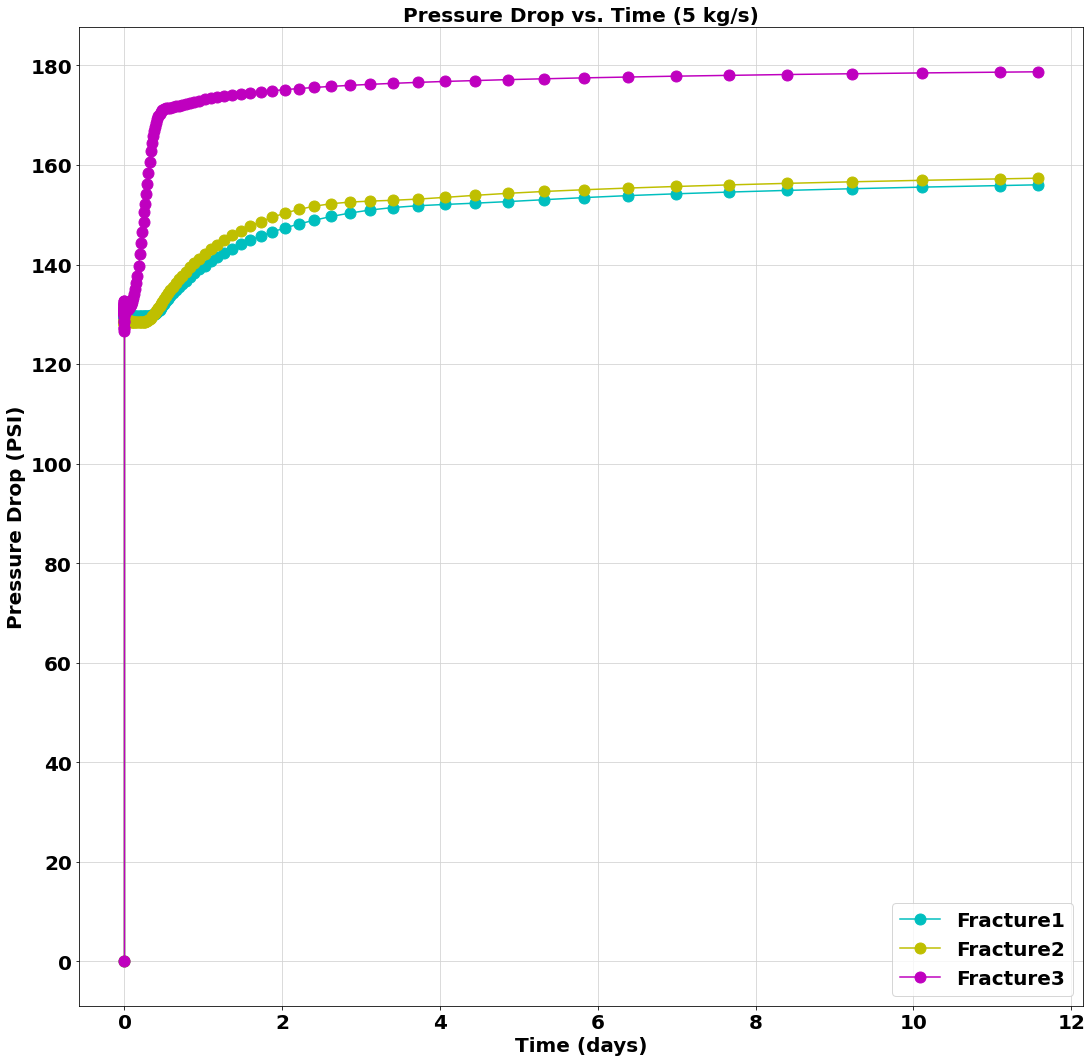 Pressure Drop vs. Time (5 kg/s)
Pressure Drop (PSI)
180
160
140
120
100
80
60
40
20
0
0 2 4 6 8 10 12
Time (days)
Fracture1
Fracture2
Fracture3